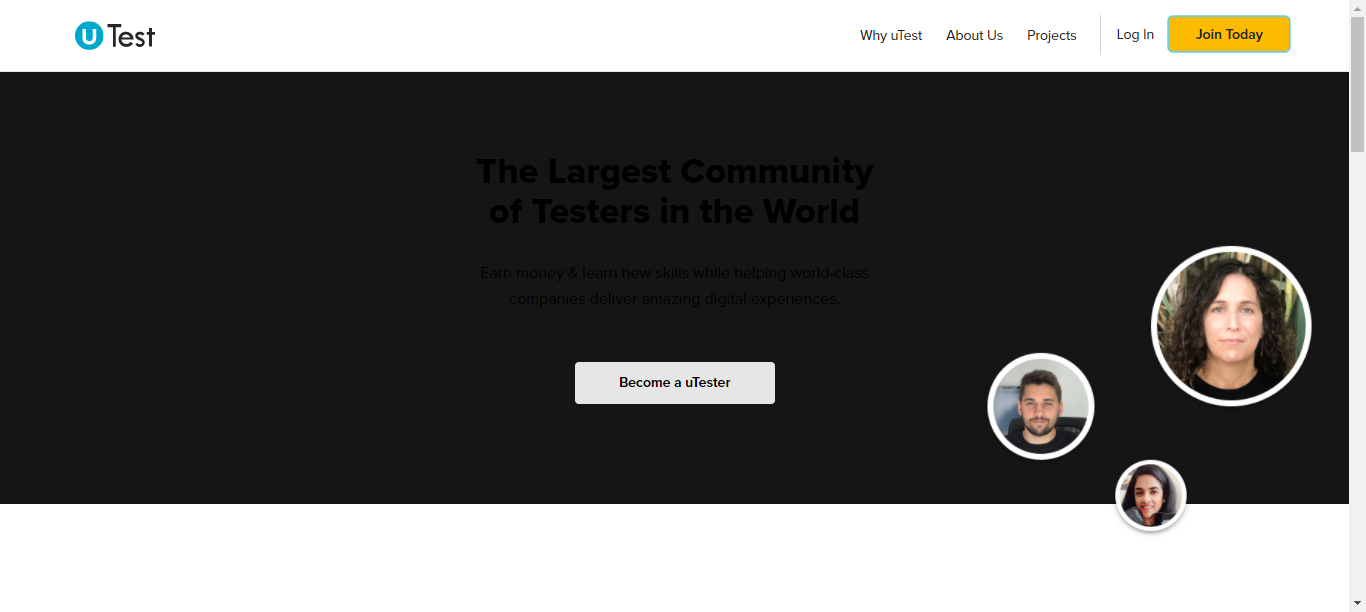 uTest
Why uTest
About Us
Projects
Log In
Join Today
The Largest Community
of Testers in the World
Earn money & learn new skills while helping world-class
companies deliver amazing digital experiences.
Become a uTester